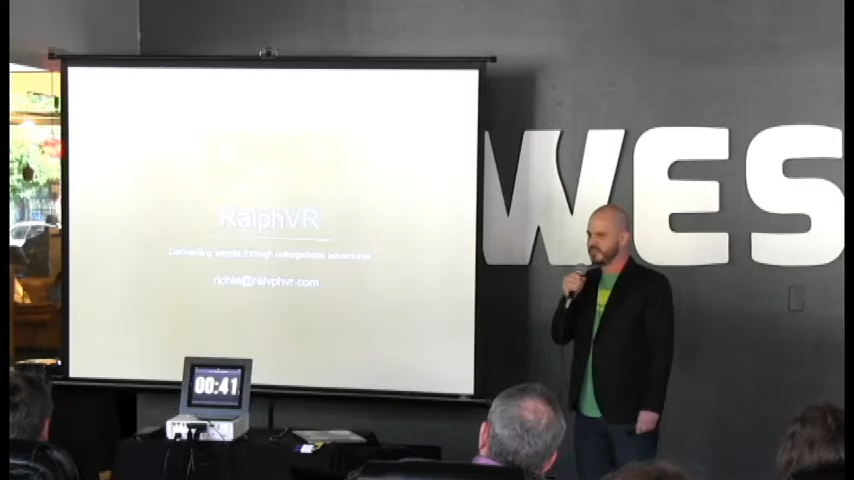 RalphVR
Connecting people through unforgettable adventures
richie@ralphvr.com
WES
00:41